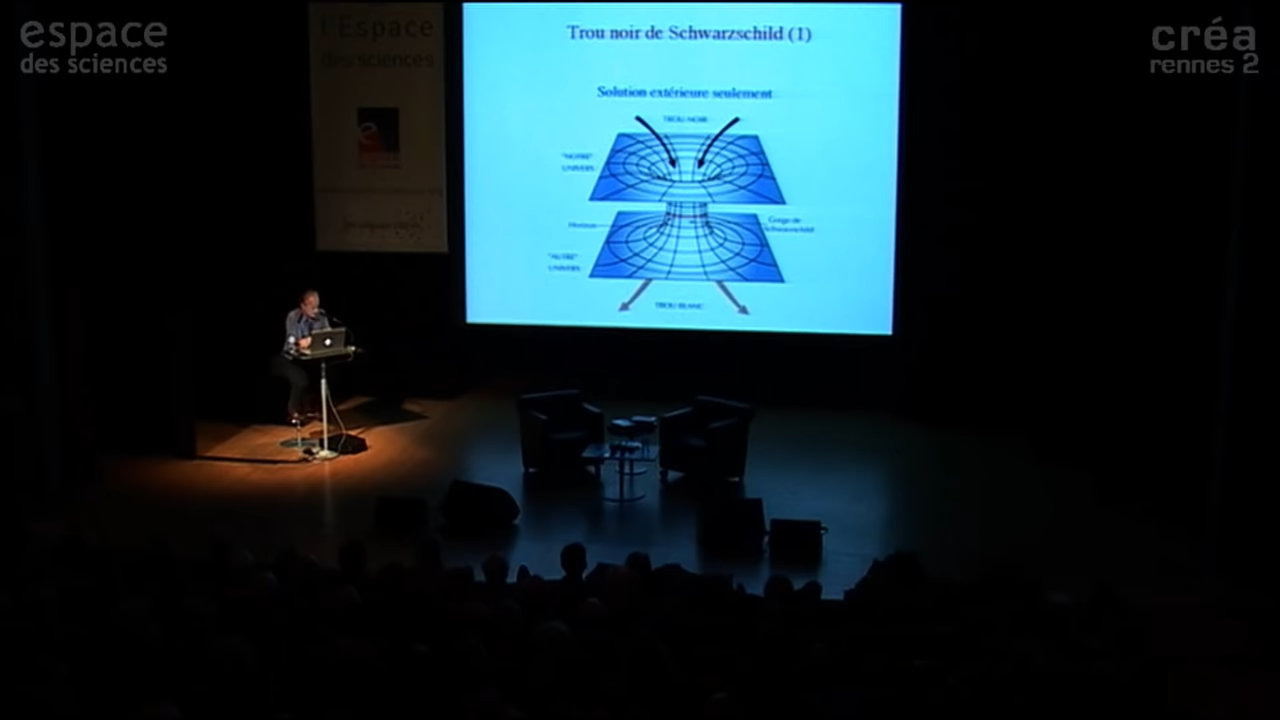 espace
des sciences
créa
rennes 2
l'Espace
des sciences
Trou noir de Schwarzschild (1)
Solution extérieure seulement
TROU NOIR
"NOTRE"
UNIVERS
Horizon
Gorge de
Schwarzschild
"AUTRE"
UNIVERS
TROU BLANC